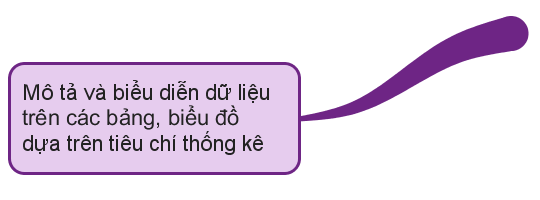 Mô tả và biểu diễn dữ liệu
trên các bảng, biểu đồ
dựa trên tiêu chí thống kê